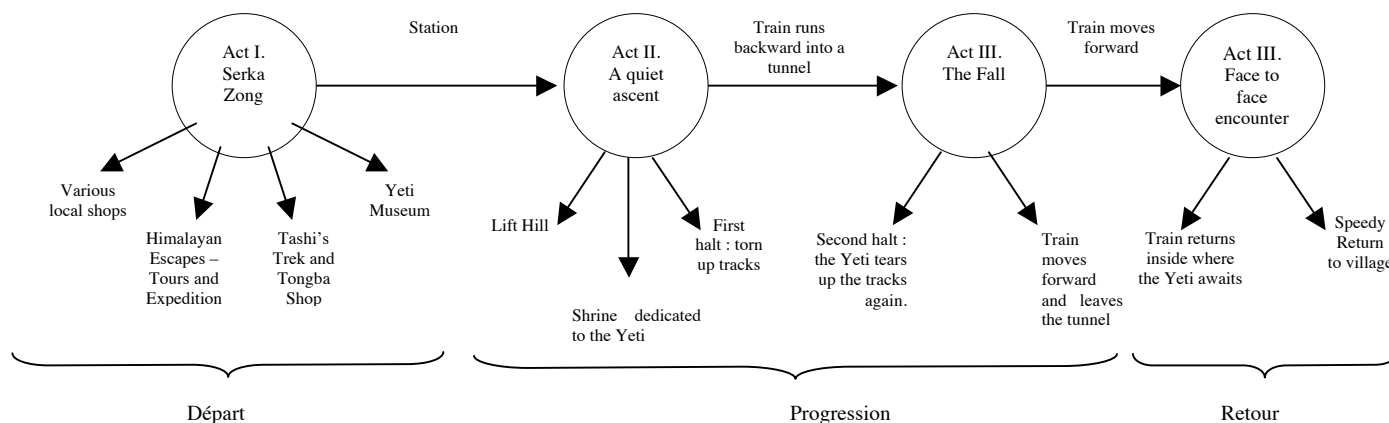 Act I.
Serka
Zong
Station
Act II.
A quiet
ascent
Train runs
backward into a
tunnel
Act III.
The Fall
Train moves
forward
Act III.
Face to
face
encounter
Various
local shops
Himalayan
Escapes –
Tours and
Expedition
Tashi’s
Trek and
Tongba
Shop
Yeti
Museum
Lift Hill
Shrine dedicated
to the Yeti
First
halt : torn
up tracks
Second halt :
the Yeti tears
up the tracks
again.
Train
moves
forward
and leaves
the tunnel
Train returns
inside where
the Yeti awaits
Speedy
Return
to village
Départ
Progression
Retour